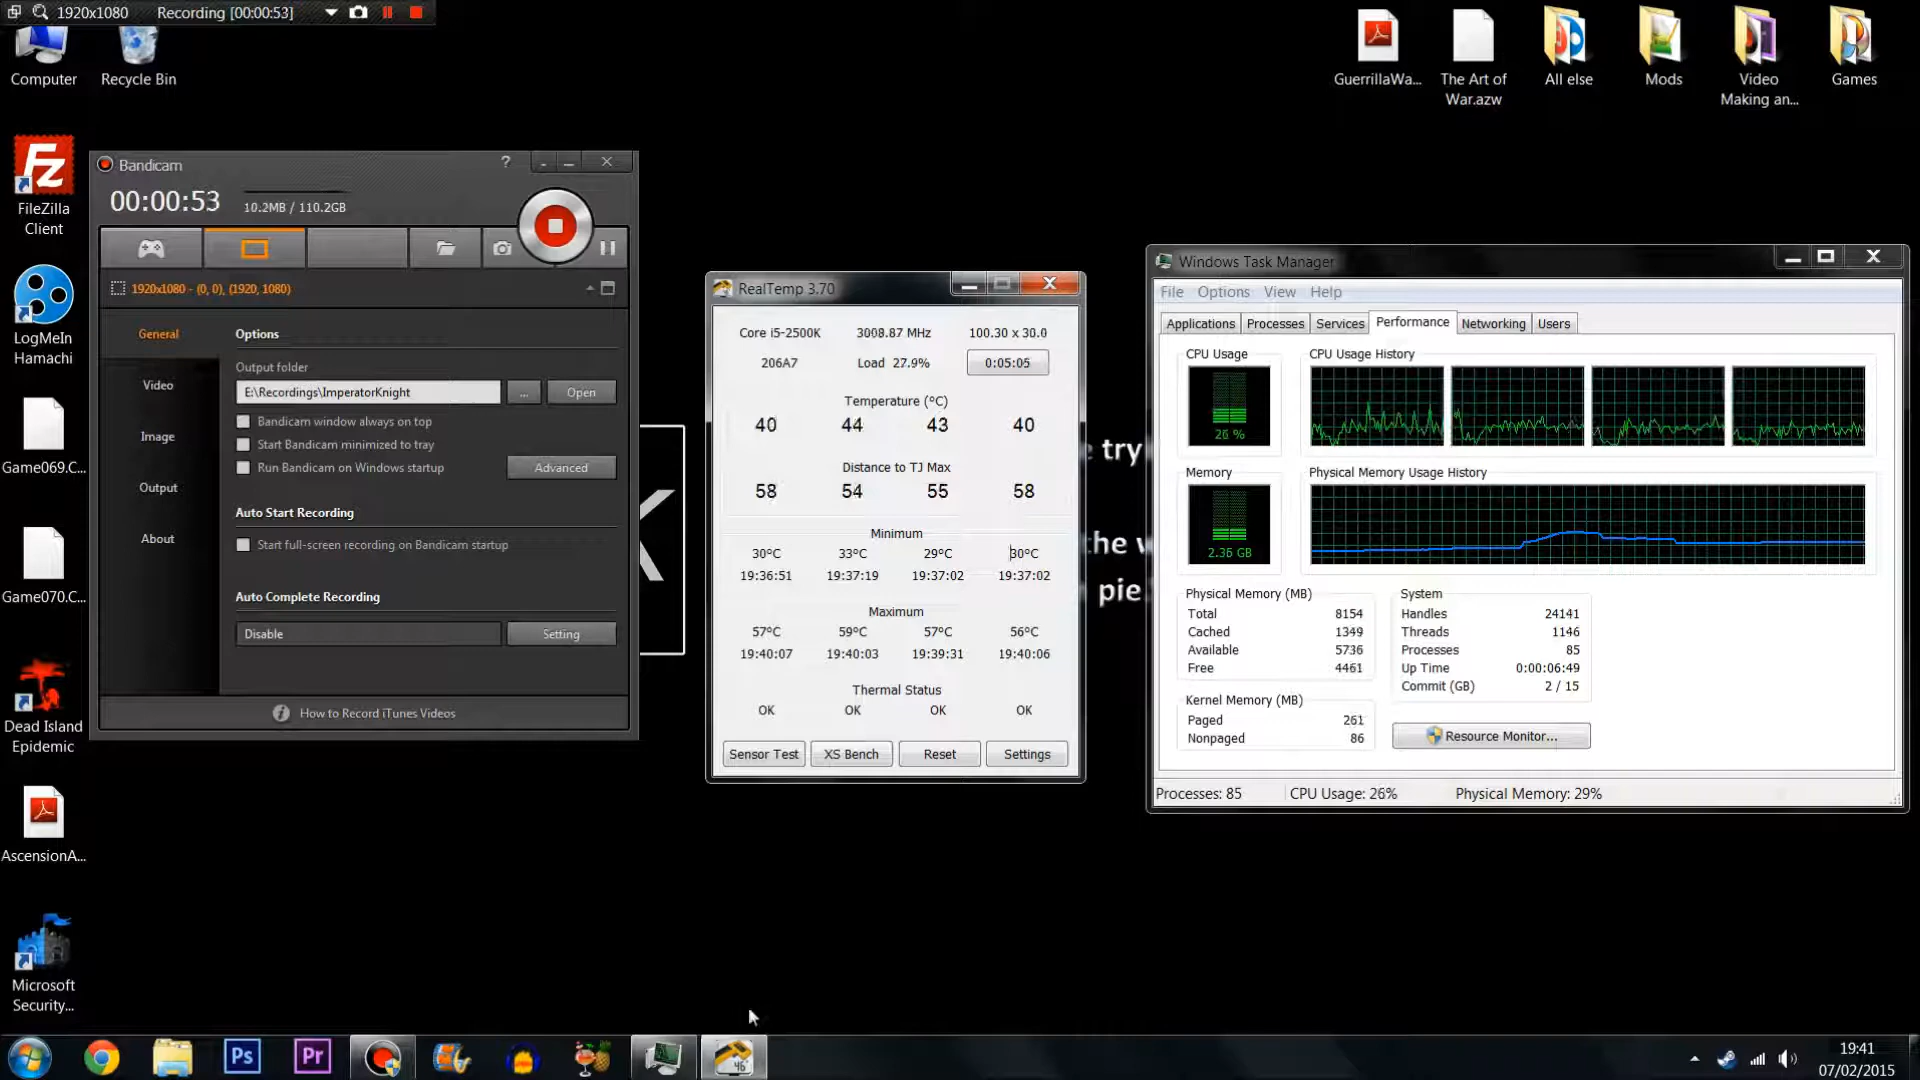 1920x1080 Recording [00:00:53]
Computer
Recycle Bin
GuerrillaWa...
The Art of
War.azw
All else
Mods
Video
Making an...
Games
FileZilla
Client
LogMeIn
Hamachi
Game069.C...
Game070.C...
Dead Island
Epidemic
AscensionA...
Microsoft
Security...
Bandicam
?
00:00:53
10.2MB / 110.2GB
1920x1080 - (0, 0), (1920, 1080)
General
Video
Image
Output
About
Options
Output folder
E:\Recordings\ImperatorKnight
...
Open
Bandicam window always on top
Start Bandicam minimized to tray
Run Bandicam on Windows startup
Advanced
Auto Start Recording
Start full-screen recording on Bandicam startup
Auto Complete Recording
Disable
Setting
How to Record iTunes Videos
K
RealTemp 3.70
Core i5-2500K 3008.87 MHz 100.30 x 30.0
206A7 Load 27.9% 0:05:05
Temperature (°C)
40 44 43 40
Distance to TJ Max
58 54 55 58
Minimum
30°C 33°C 29°C 30°C
19:36:51 19:37:19 19:37:02 19:37:02
Maximum
57°C 59°C 57°C 56°C
19:40:07 19:40:03 19:39:31 19:40:06
Thermal Status
OK OK OK OK
Sensor Test XS Bench Reset Settings
try
the
pie
Windows Task Manager
File Options View Help
Applications Processes Services Performance Networking Users
CPU Usage CPU Usage History
26 %
Memory Physical Memory Usage History
2.36 GB
Physical Memory (MB)
Total 8154
Cached 1349
Available 5736
Free 4461
Kernel Memory (MB)
Paged 261
Nonpaged 86
System
Handles 24141
Threads 1146
Processes 85
Up Time 0:00:06:49
Commit (GB) 2 / 15
Resource Monitor...
Processes: 85 CPU Usage: 26% Physical Memory: 29%
Ps
Pr
46
19:41
07/02/2015